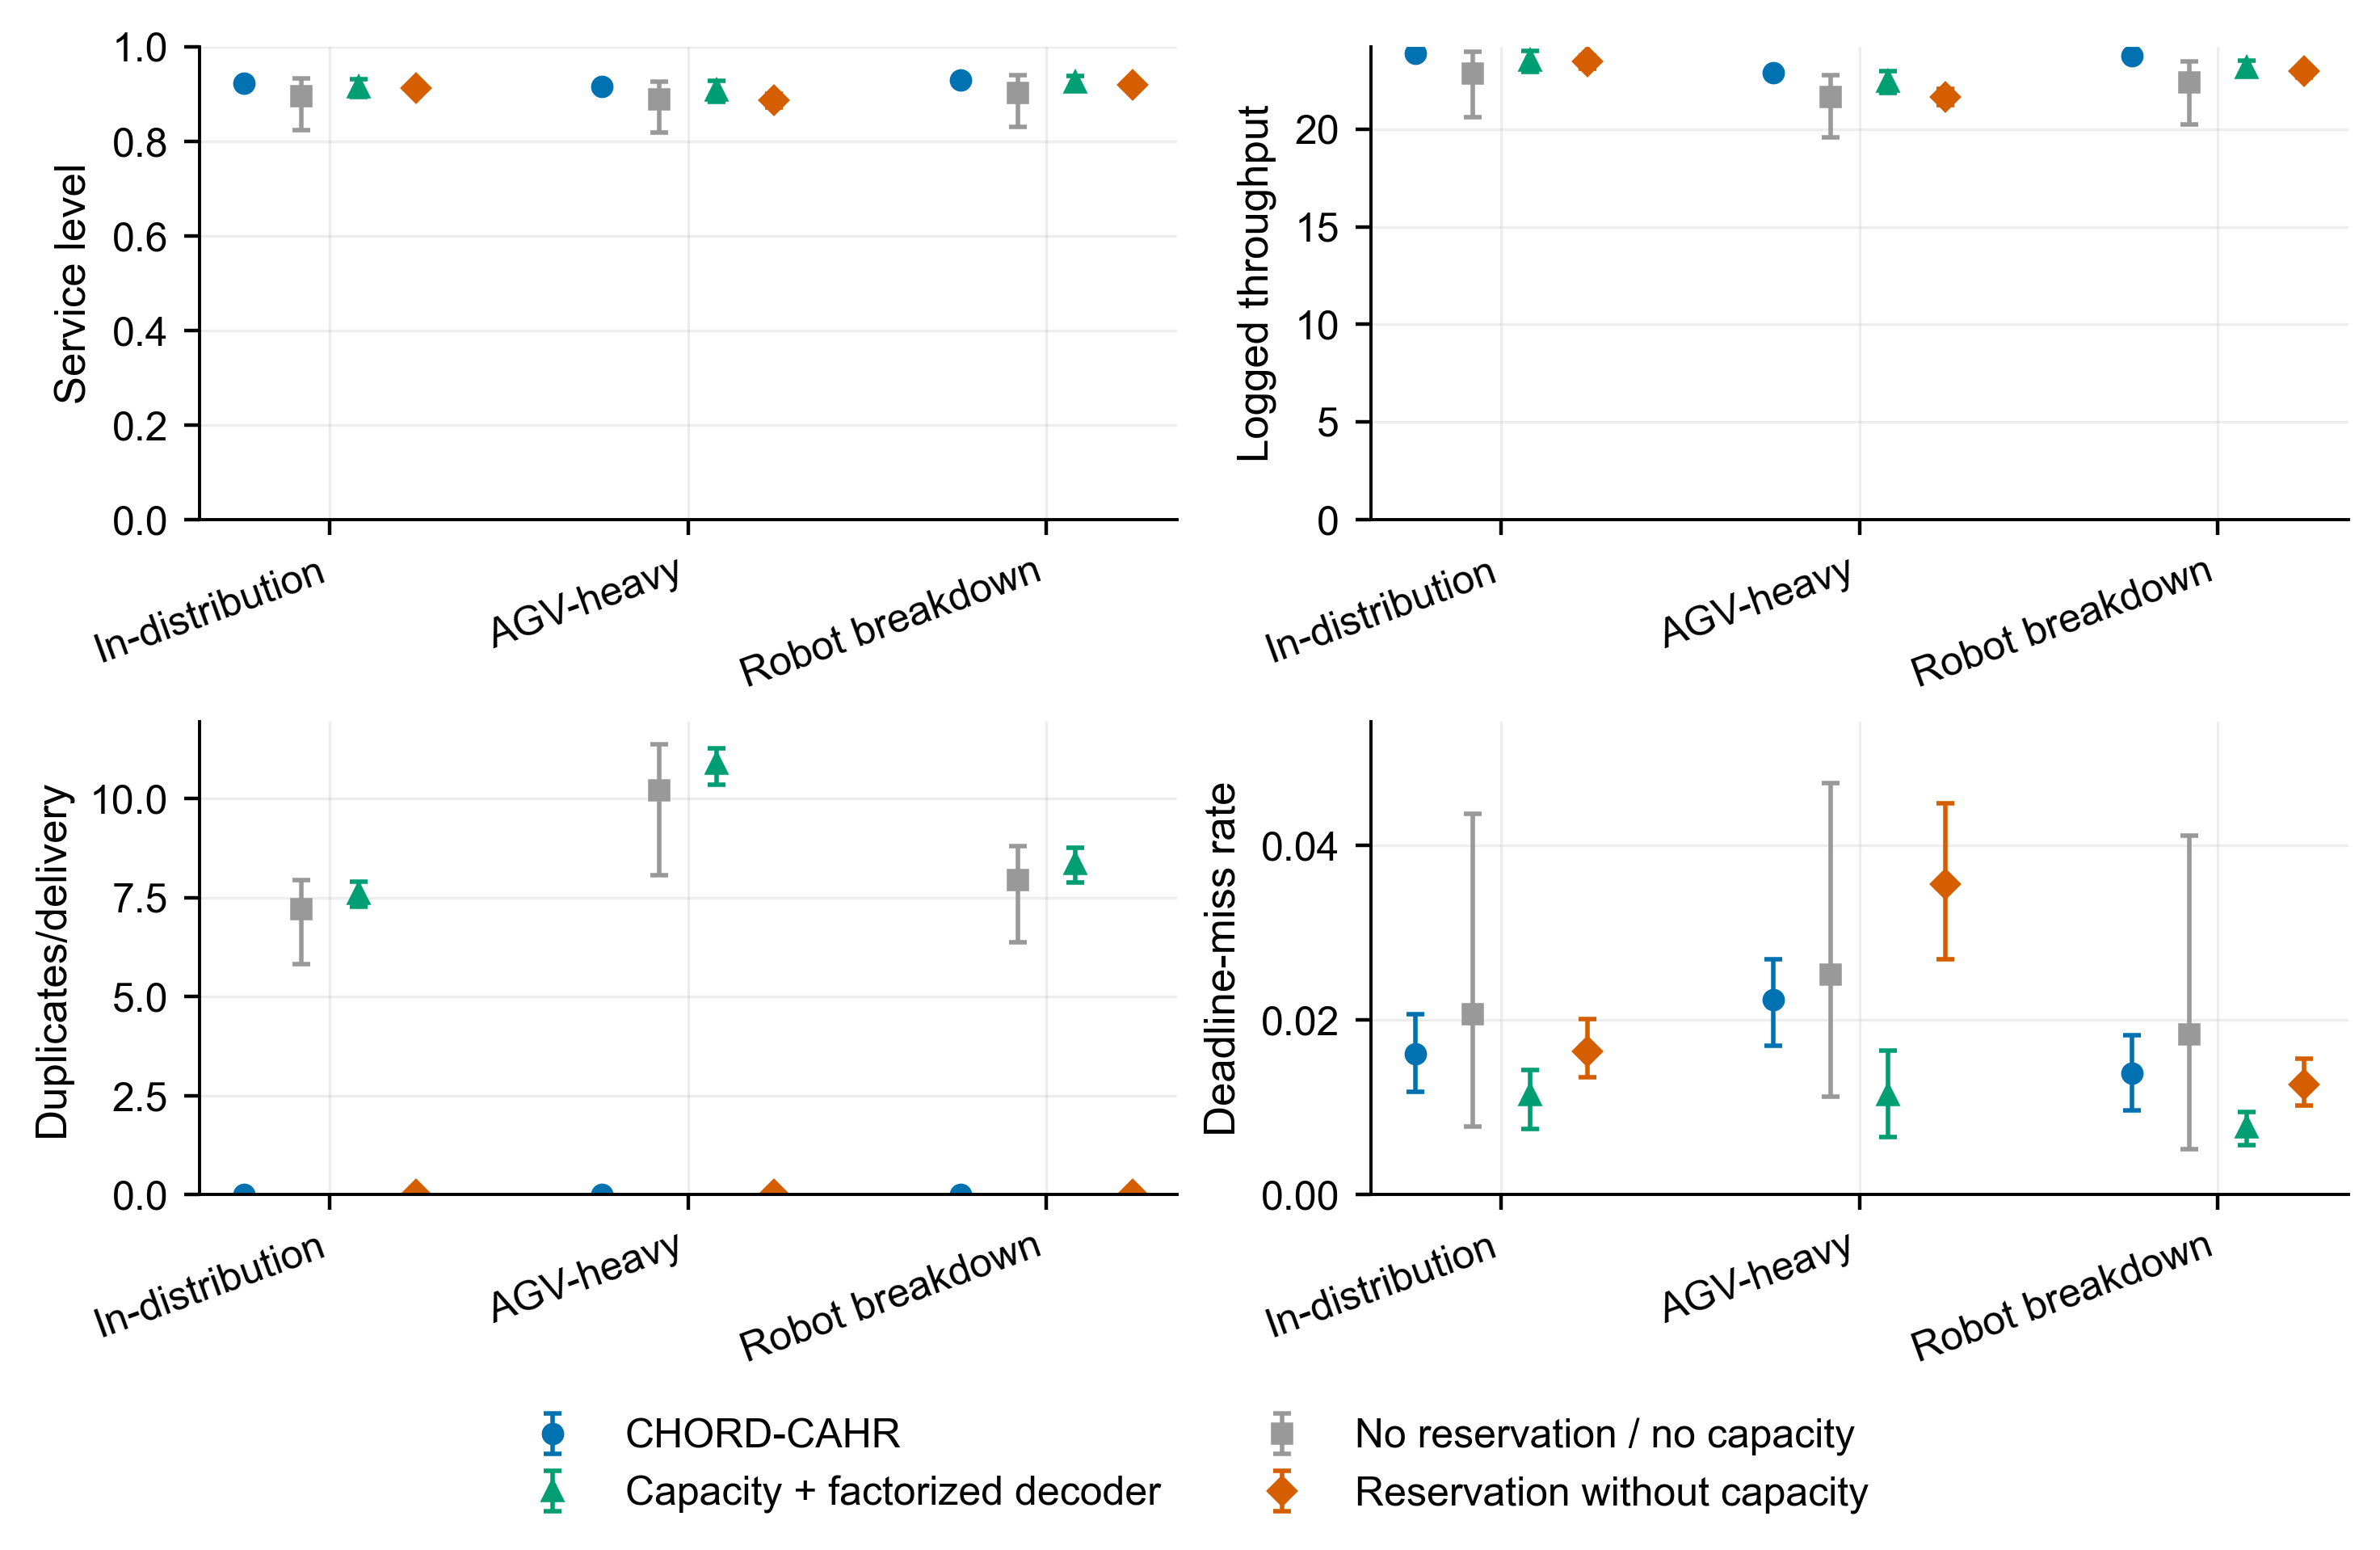 Service level
1.0
0.8
0.6
0.4
0.2
0.0
In-distribution
AGV-heavy
Robot breakdown
Logged throughput
20
15
10
5
0
In-distribution
AGV-heavy
Robot breakdown
Duplicates/delivery
10.0
7.5
5.0
2.5
0.0
In-distribution
AGV-heavy
Robot breakdown
Deadline-miss rate
0.04
0.02
0.00
In-distribution
AGV-heavy
Robot breakdown
CHORD-CAHR
Capacity + factorized decoder
No reservation / no capacity
Reservation without capacity